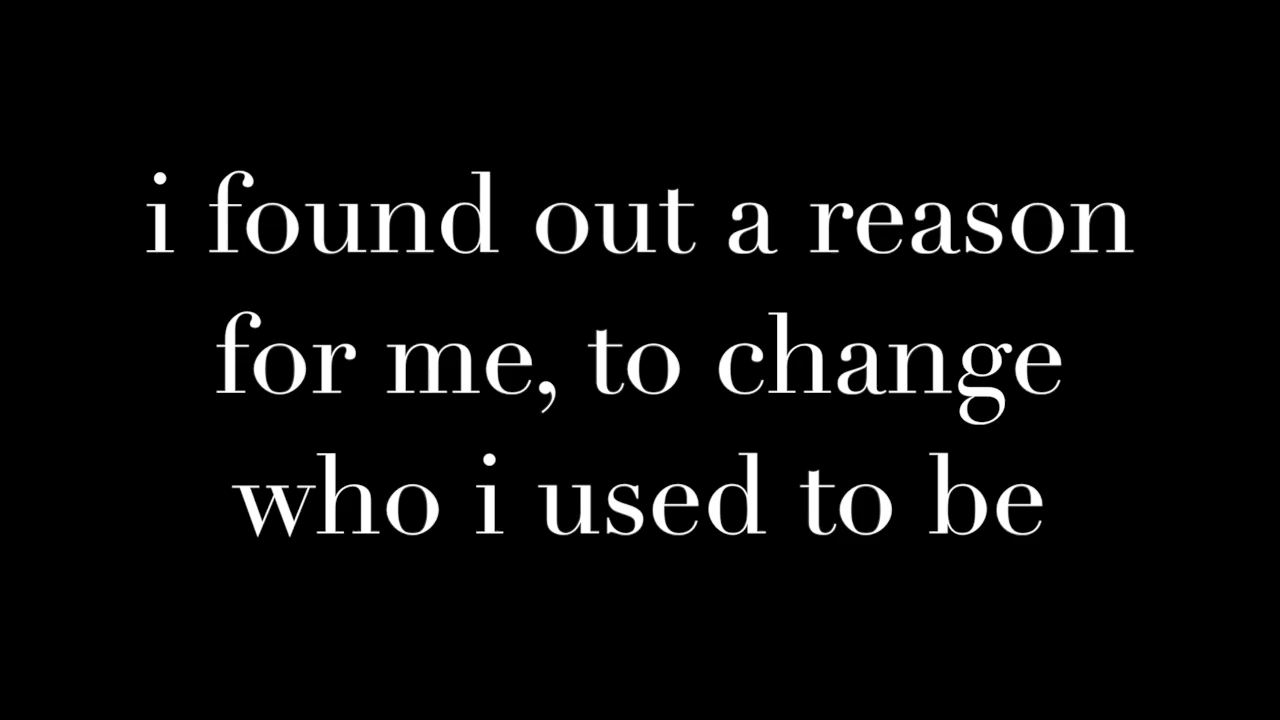 i found out a reason
for me, to change
who i used to be